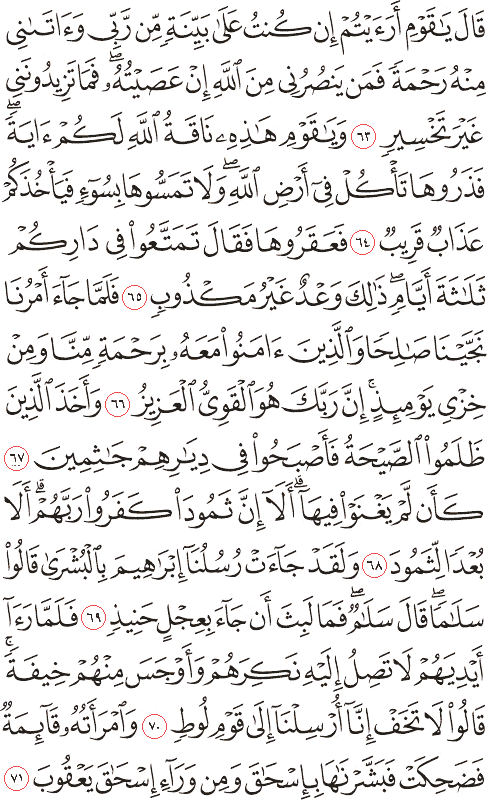 قَالَ يَٰقَوْمِ أَرَءَيْتُمْ إِن كُنتُ عَلَىٰ بَيِّنَةٍ مِّن رَّبِّي وَءَاتَىٰنِي
مِنْهُ رَحْمَةً فَمَن يَنصُرُنِي مِنَ ٱللَّهِ إِنْ عَصَيْتُهُۥۖ فَمَا تَزِيدُونَنِي
غَيْرَ تَخْسِيرٍ ٦٣ وَيَٰقَوْمِ هَٰذِهِۦ نَاقَةُ ٱللَّهِ لَكُمْ ءَايَةًۖ
فَذَرُوهَا تَأْكُلْ فِيٓ أَرْضِ ٱللَّهِۖ وَلَا تَمَسُّوهَا بِسُوٓءٍ فَيَأْخُذَكُمْ
عَذَابٌ قَرِيبٌ ٦٤ فَعَقَرُوهَا فَقَالَ تَمَتَّعُوا۟ فِي دَارِكُمْ
ثَلَٰثَةَ أَيَّامٍۖ ذَٰلِكَ وَعْدٌ غَيْرُ مَكْذُوبٍ ٦٥ فَلَمَّا جَآءَ أَمْرُنَا
نَجَّيْنَا صَٰلِحًا وَٱلَّذِينَ ءَامَنُوا۟ مَعَهُۥ بِرَحْمَةٍ مِّنَّا وَمِنْ
خِزْيِ يَوْمِئِذٍۚ إِنَّ رَبَّكَ هُوَ ٱلْقَوِيُّ ٱلْعَزِيزُ ٦٦ وَأَخَذَ ٱلَّذِينَ
ظَلَمُوا۟ ٱلصَّيْحَةُ فَأَصْبَحُوا۟ فِي دِيَٰرِهِمْ جَٰثِمِينَ ٦٧
كَأَن لَّمْ يَغْنَوْا۟ فِيهَآۗ أَلَآ إِنَّ ثَمُودَا۟ كَفَرُوا۟ رَبَّهُمْۗ أَلَا
بُعْدًا لِّثَمُودَ ٦٨ وَلَقَدْ جَآءَتْ رُسُلُنَآ إِبْرَٰهِيمَ بِٱلْبُشْرَىٰ قَالُوا۟
سَلَٰمًاۖ قَالَ سَلَٰمٌۖ فَمَا لَبِثَ أَن جَآءَ بِعِجْلٍ حَنِيذٍ ٦٩ فَلَمَّا رَءَآ
أَيْدِيَهُمْ لَا تَصِلُ إِلَيْهِ نَكِرَهُمْ وَأَوْجَسَ مِنْهُمْ خِيفَةًۚ
قَالُوا۟ لَا تَخَفْ إِنَّآ أُرْسِلْنَآ إِلَىٰ قَوْمِ لُوطٍ ٧٠ وَٱمْرَأَتُهُۥ قَآئِمَةٌ
فَضَحِكَتْ فَبَشَّرْنَٰهَا بِإِسْحَٰقَ وَمِن وَرَآءِ إِسْحَٰقَ يَعْقُوبَ ٧١